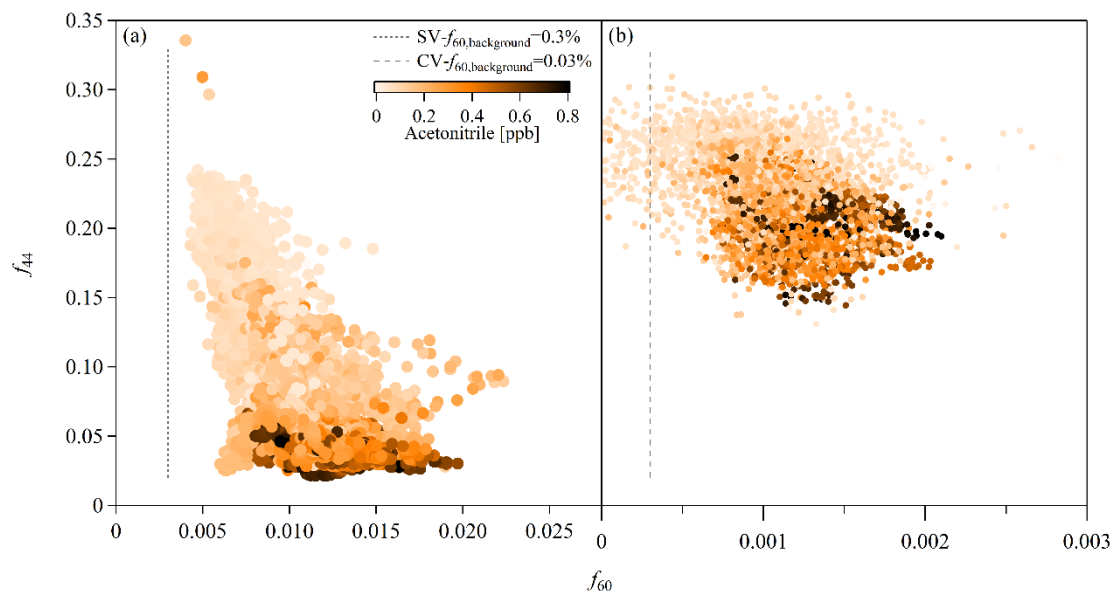 (a)
SV-f60,background=0.3%
CV-f60,background=0.03%
0 0.2 0.4 0.6 0.8
Acetonitrile [ppb]
(b)
0.35
0.30
0.25
0.20
0.15
0.10
0.05
0
f44
0 0.005 0.010 0.015 0.020 0.025
0 0.001 0.002 0.003
f60